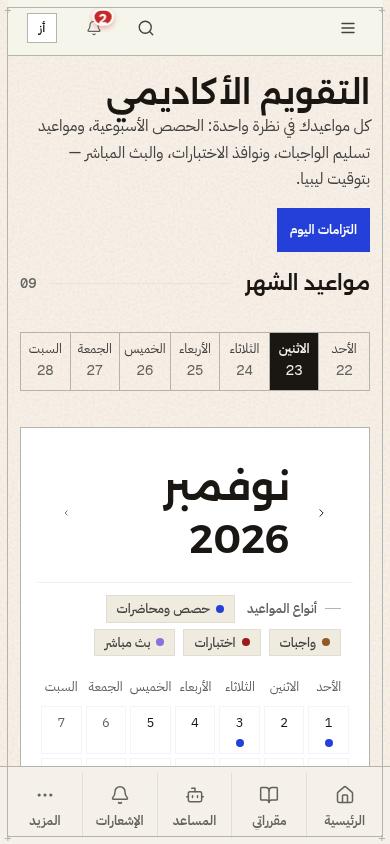 أز
2
التقويم الأكاديمي
كل مواعيدك في نظرة واحدة: الحصص الأسبوعية، ومواعيد
تسليم الواجبات، ونوافذ الاختبارات، والبث المباشر —
بتوقيت ليبيا.
التزامات اليوم
مواعيد الشهر 09
الأحد الاثنين الثلاثاء الأربعاء الخميس الجمعة السبت
22 23 24 25 26 27 28
نوفمبر
2026
أنواع المواعيد حصص ومحاضرات
واجبات اختبارات بث مباشر
الأحد الاثنين الثلاثاء الأربعاء الخميس الجمعة السبت
1 2 3 4 5 6 7
الرئيسية مقرراتي المساعد الإشعارات المزيد